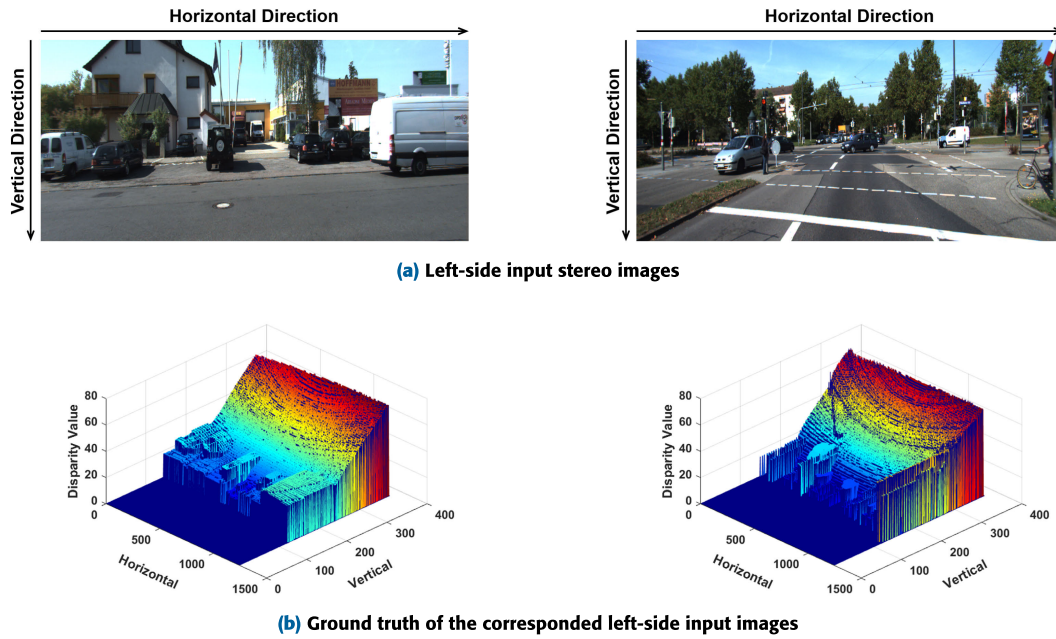 Horizontal Direction
Horizontal Direction
Vertical Direction
Vertical Direction
(a) Left-side input stereo images
80
60
40
20
0
Disparity Value
0
500
1000
1500
Horizontal
0
100
200
300
400
Vertical
80
60
40
20
0
Disparity Value
0
500
1000
1500
Horizontal
0
100
200
300
400
Vertical
(b) Ground truth of the corresponded left-side input images